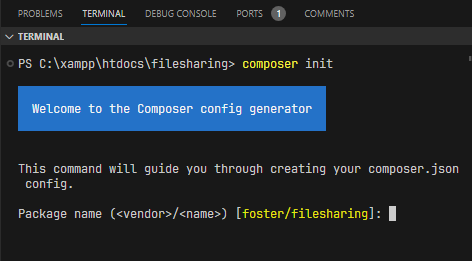 PROBLEMS TERMINAL DEBUG CONSOLE PORTS 1 COMMENTS
TERMINAL
PS C:\xampp\htdocs\filesharing> composer init
Welcome to the Composer config generator
This command will guide you through creating your composer.json
config.
Package name (<vendor>/<name>) [foster/filesharing]: